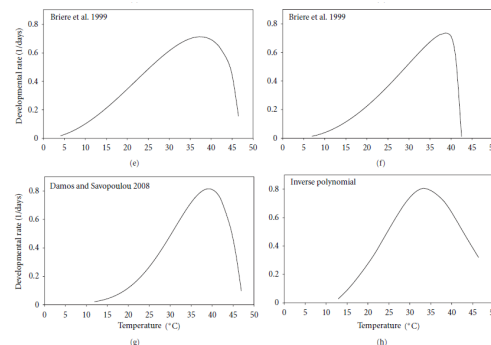 Briere et al. 1999
Developmental rate (1/days)
0.8
0.6
0.4
0.2
0
0 5 10 15 20 25 30 35 40 45 50
(e)
Briere et al. 1999
0.8
0.6
0.4
0.2
0
0 5 10 15 20 25 30 35 40 45 50
(f)
Damos and Savopoulou 2008
Developmental rate (1/days)
0.8
0.6
0.4
0.2
0
0 5 10 15 20 25 30 35 40 45 50
Temperature (°C)
(g)
Inverse polynomial
0.8
0.6
0.4
0.2
0
0 5 10 15 20 25 30 35 40 45 50
Temperature (°C)
(h)